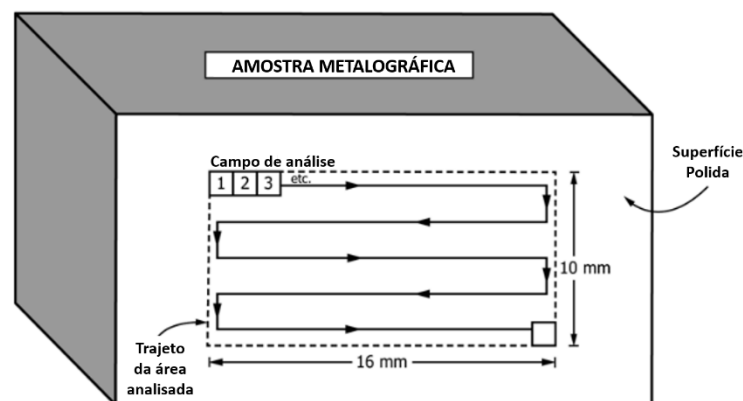 AMOSTRA METALOGRÁFICA
Campo de análise
1 2 3 etc.
Superfície
Polida
10 mm
Trajeto
da área
analisada
16 mm